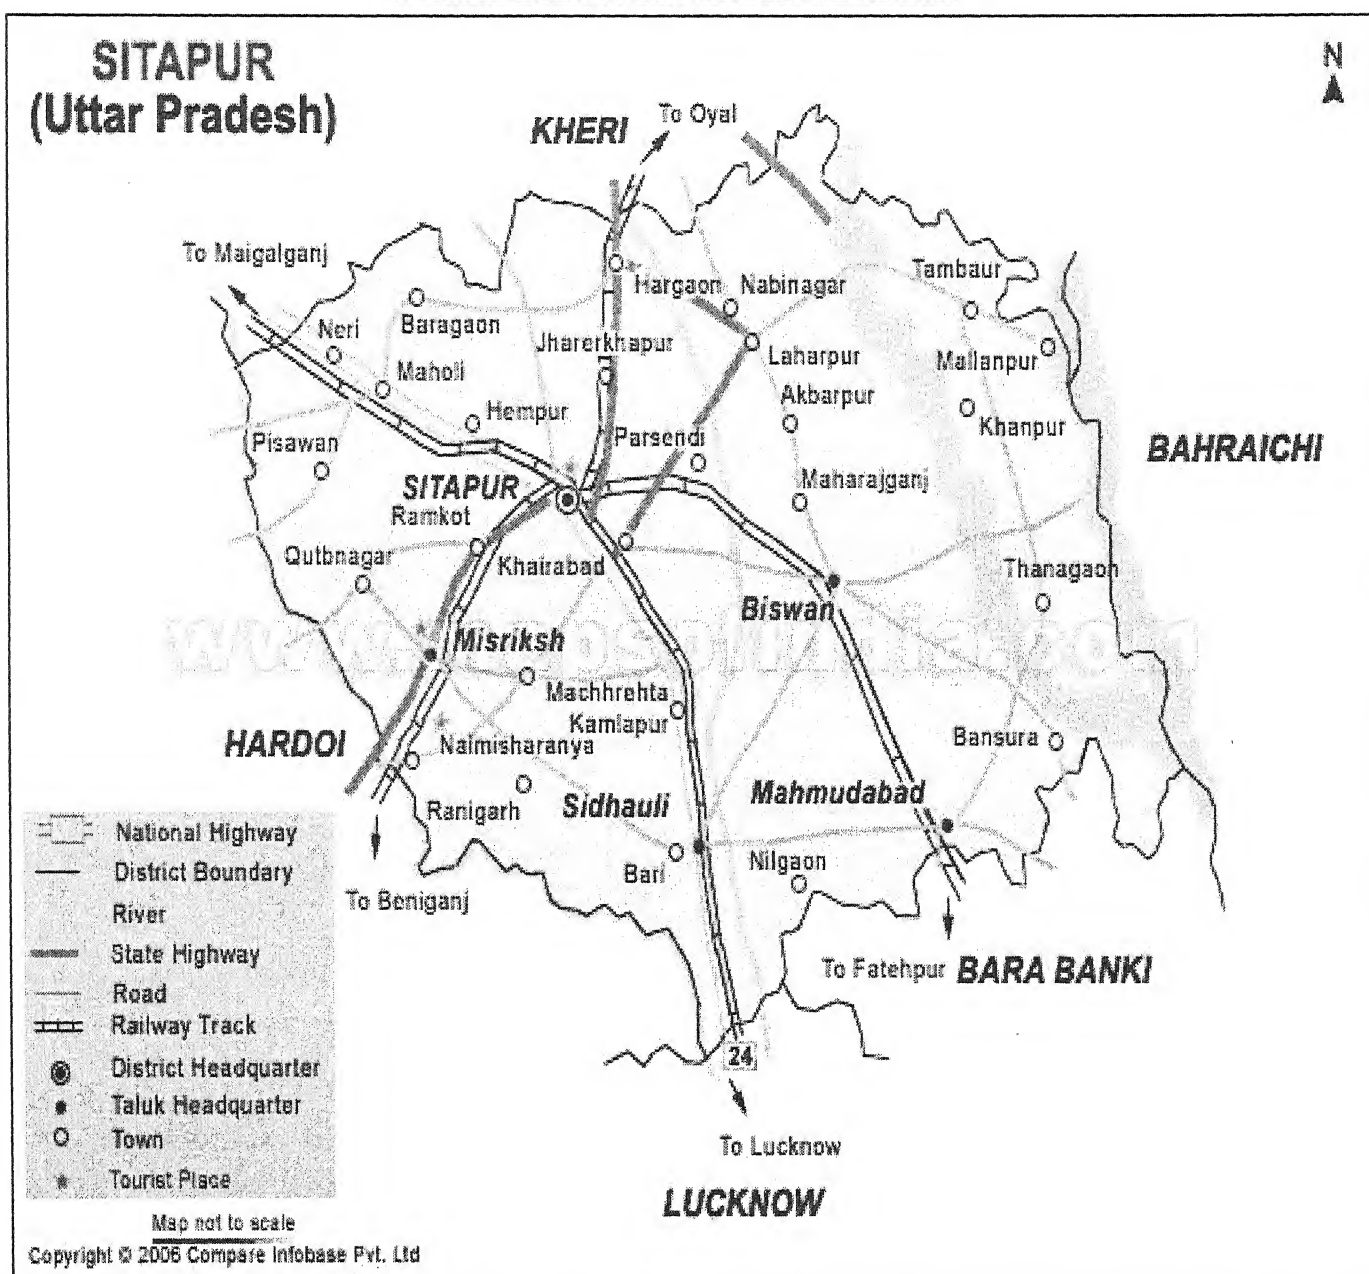 SITAPUR
(Uttar Pradesh)
N
To Oyal
KHERI
To Maigalganj
Tambaur
Hargaon
Nabinagar
Baragaon
Neri
Jharerkhapur
Laharpur
Mallanpur
Maholi
Akbarpur
Hempur
Khanpur
Pisawan
Parsendi
BAHRAICHI
SITAPUR
Maharajganj
Ramkot
Qutbnagar
Khairabad
Thanagaon
Biswan
Misriksh
Machhrehta
Kamlapur
HARDOI
Naimisharanya
Bansura
Ranigarh
Sidhauli
Mahmudabad
Bari
Nilgaon
To Beniganj
To Fatehpur
BARA BANKI
24
To Lucknow
LUCKNOW
National Highway
District Boundary
River
State Highway
Road
Railway Track
District Headquarter
Taluk Headquarter
Town
Tourist Place
Map not to scale
Copyright © 2006 Compare Infobase Pvt. Ltd